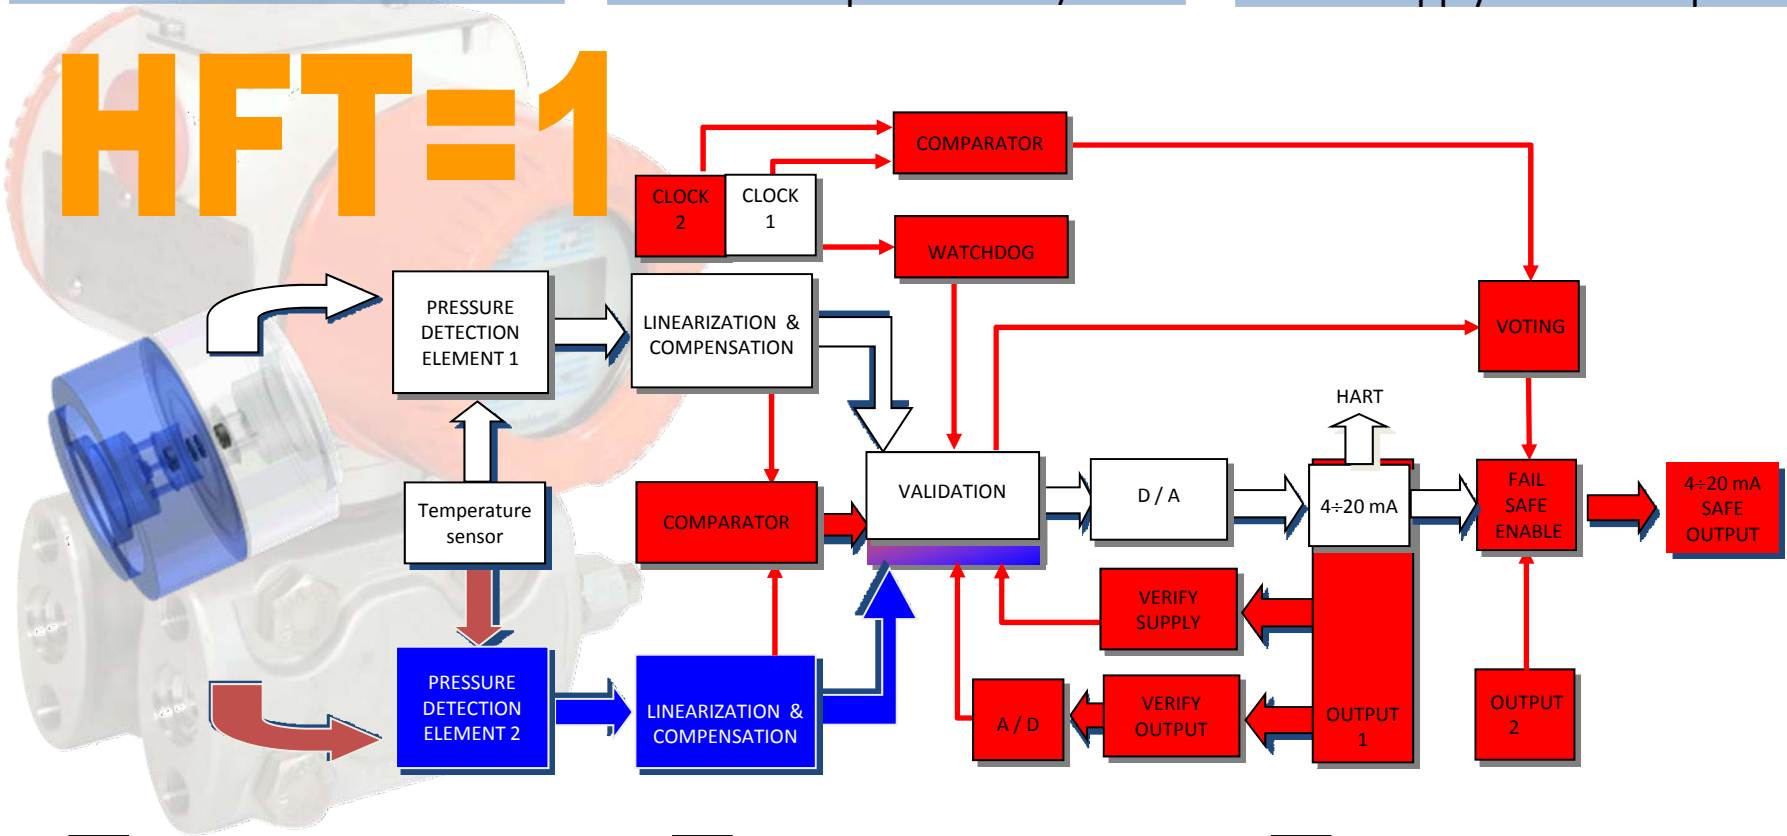 HFT=1
COMPARATOR
CLOCK
2
CLOCK
1
WATCHDOG
PRESSURE
DETECTION
ELEMENT 1
LINEARIZATION &
COMPENSATION
VOTING
HART
Temperature
sensor
COMPARATOR
VALIDATION
D / A
4÷20 mA
FAIL
SAFE
ENABLE
4÷20 mA
SAFE
OUTPUT
VERIFY
SUPPLY
PRESSURE
DETECTION
ELEMENT 2
LINEARIZATION &
COMPENSATION
A / D
VERIFY
OUTPUT
OUTPUT
1
OUTPUT
2